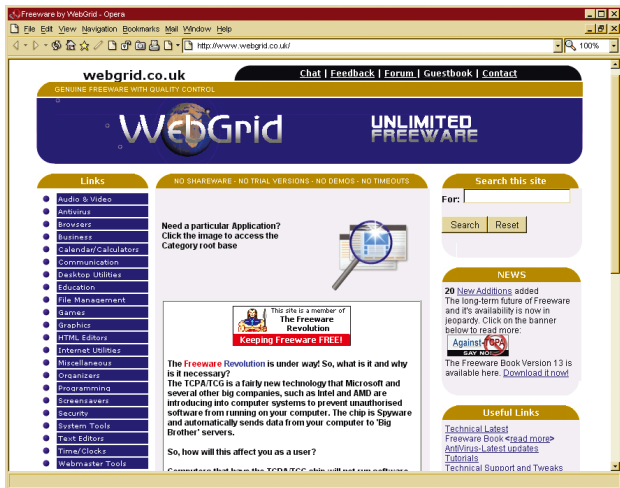 Freeware by WebGrid - Opera
File Edit View Navigation Bookmarks Mail Window Help
http://www.webgrid.co.uk/
100%
webgrid.co.uk
Chat | Feedback | Forum | Guestbook | Contact
GENUINE FREEWARE WITH QUALITY CONTROL
WebGrid
UNLIMITED
FREEWARE
Links
Audio & Video
Antivirus
Browsers
Business
Calendar/Calculators
Communication
Desktop Utilities
Education
File Management
Games
Graphics
HTML Editors
Internet Utilities
Miscellaneous
Organizers
Programming
Screensavers
Security
System Tools
Text Editors
Time/Clocks
Webmaster Tools
NO SHAREWARE - NO TRIAL VERSIONS - NO DEMOS - NO TIMEOUTS
Need a particular Application?
Click the image to access the
Category root base
This site is a member of
The Freeware
Revolution
Keeping Freeware FREE!
The Freeware Revolution is under way! So, what is it and why
is it necessary?
The TCPA/TCG is a fairly new technology that Microsoft and
several other big companies, such as Intel and AMD are
introducing into computer systems to prevent unauthorised
software from running on your computer. The chip is Spyware
and automatically sends data from your computer to 'Big
Brother' servers.
So, how will this affect you as a user?
Computers that have the TCPA/TCG chip will not run software
Search this site
For:
Search Reset
NEWS
20 New Additions added
The long-term future of Freeware
and it's availability is now in
jeopardy. Click on the banner
below to read more:
Against-TCPA
SAY NO
The Freeware Book Version 13 is
available here. Download it now!
Useful Links
Technical Latest
Freeware Book <read more>
AntiVirus-Latest updates
Tutorials
Technical Support and Tweaks